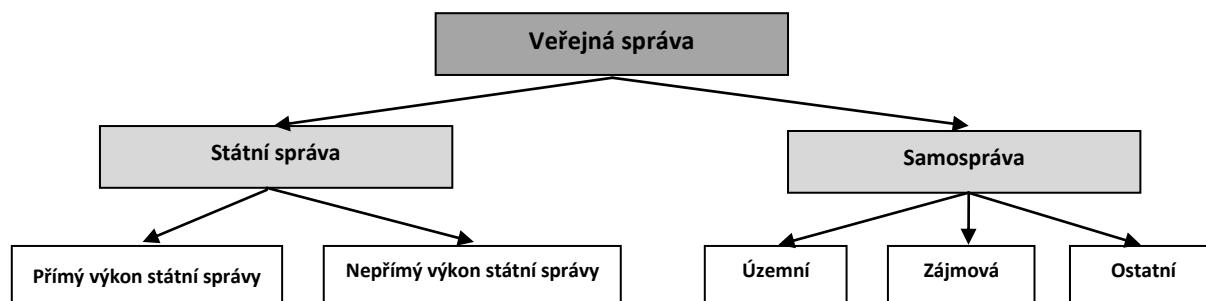 Veřejná správa
Státní správa
Samospráva
Přímý výkon státní správy
Nepřímý výkon státní správy
Územní
Zájmová
Ostatní